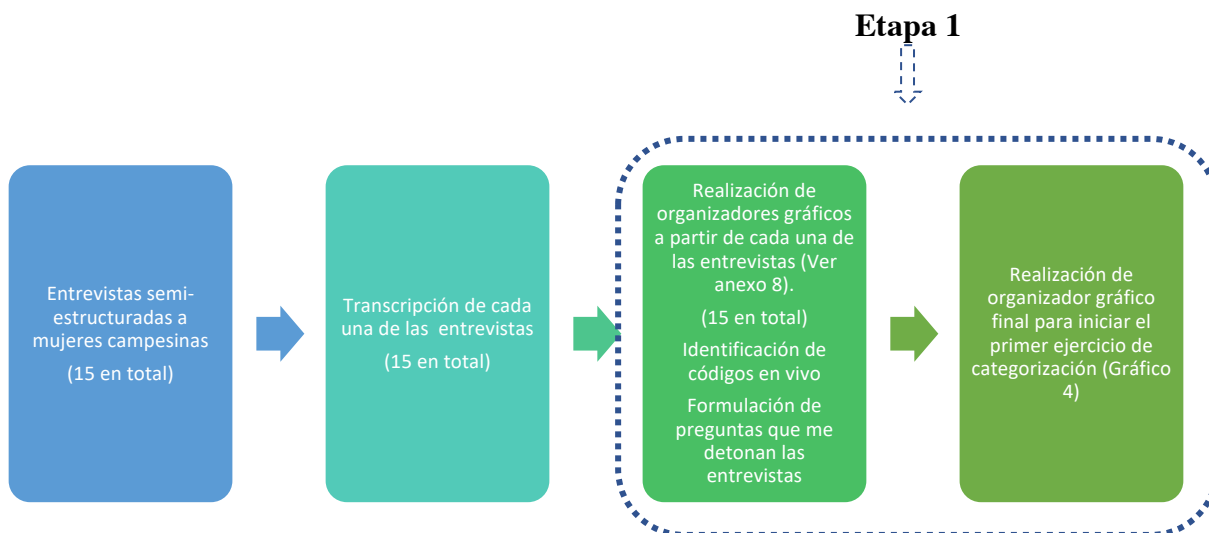 Etapa 1
Entrevistas semi-
estructuradas a
mujeres campesinas
(15 en total)
Transcripción de cada
una de las entrevistas
(15 en total)
Realización de
organizadores gráficos
a partir de cada una de
las entrevistas (Ver
anexo 8).
(15 en total)
Identificación de
códigos en vivo
Formulación de
preguntas que me
detonan las
entrevistas
Realización de
organizador gráfico
final para iniciar el
primer ejercicio de
categorización (Gráfico
4)